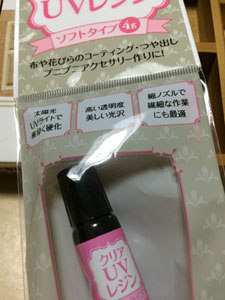 UVレジン
ソフトタイプ 4g
布や花びらのコーティング・つや出し
プニプニアクセサリー作りに!
太陽光
UVライトで
素早く硬化
高い透明度
美しい光沢
細ノズルで
繊細な作業
にも最適
クリア
UV
レジン